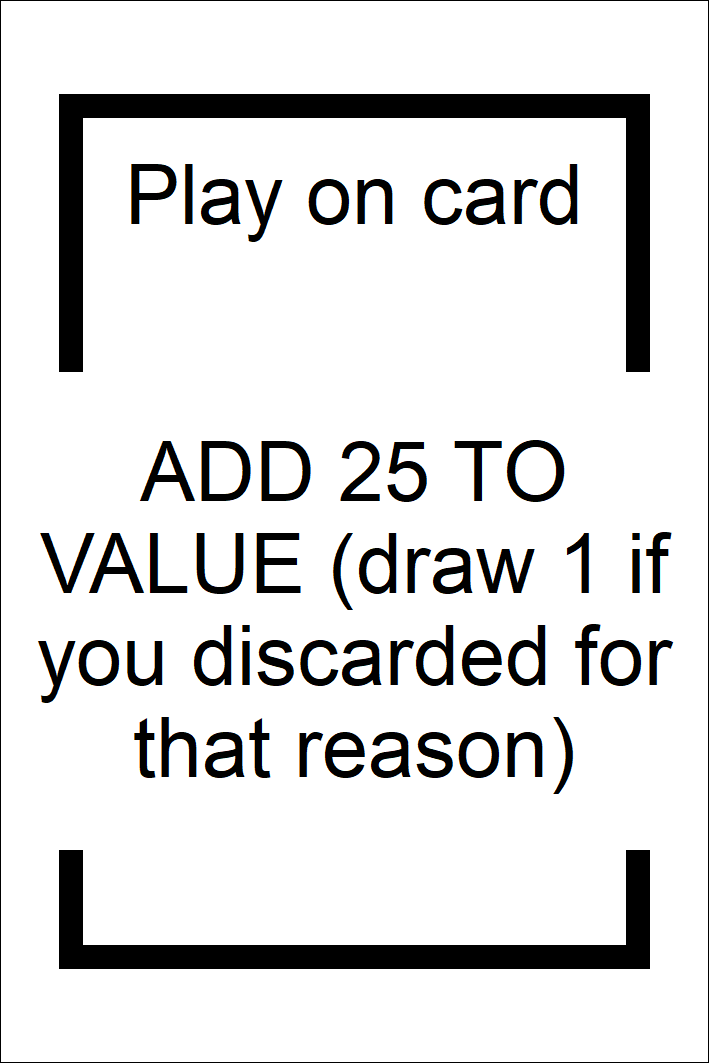 Play on card
ADD 25 TO
VALUE (draw 1 if
you discarded for
that reason)